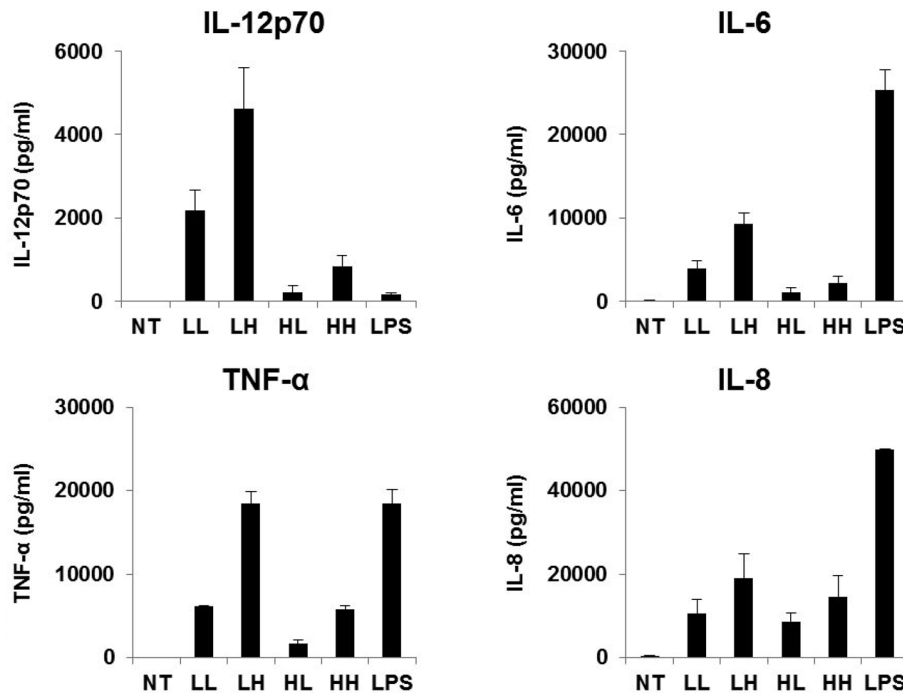 IL-12p70
6000
4000
2000
0
IL-12p70 (pg/ml)
NT LL LH HL HH LPS
IL-6
30000
20000
10000
0
IL-6 (pg/ml)
NT LL LH HL HH LPS
TNF-α
30000
20000
10000
0
TNF-α (pg/ml)
NT LL LH HL HH LPS
IL-8
60000
40000
20000
0
IL-8 (pg/ml)
NT LL LH HL HH LPS